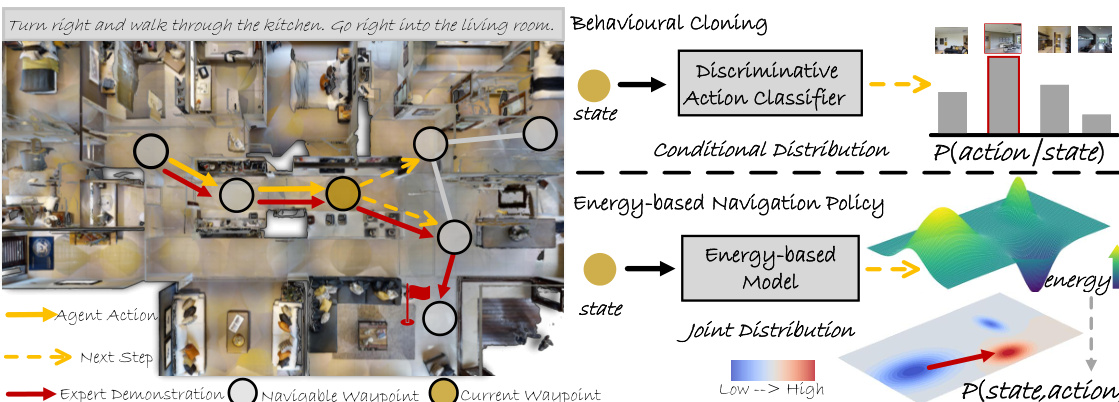 Turn right and walk through the kitchen. Go right into the living room.
Agent Action
Next Step
Expert Demonstration
Navigable Waypoint
Current Waypoint
Behavioural Cloning
state
Discriminative
Action Classifier
Conditional Distribution
P(action/state)
Energy-based Navigation Policy
state
Energy-based
Model
Joint Distribution
energy
Low --> High
P(state,action